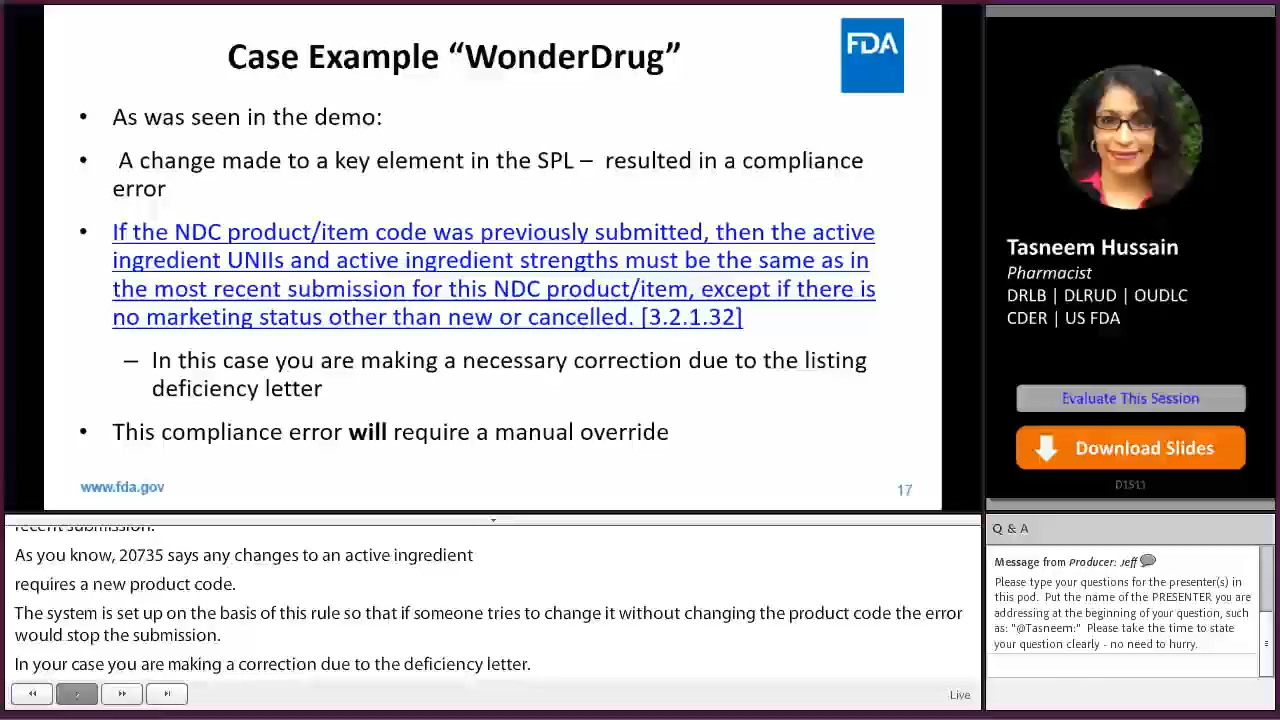 Case Example “WonderDrug”
FDA
• As was seen in the demo:
• A change made to a key element in the SPL – resulted in a compliance
error
• If the NDC product/item code was previously submitted, then the active
ingredient UNIIs and active ingredient strengths must be the same as in
the most recent submission for this NDC product/item, except if there is
no marketing status other than new or cancelled. [3.2.1.32]
– In this case you are making a necessary correction due to the listing
deficiency letter
• This compliance error will require a manual override
www.fda.gov
17
Tasneem Hussain
Pharmacist
DRLB | DLRUD | OUDLC
CDER | US FDA
Evaluate This Session
Download Slides
D1511
recent submission.
As you know, 20735 says any changes to an active ingredient
requires a new product code.
The system is set up on the basis of this rule so that if someone tries to change it without changing the product code the error
would stop the submission.
In your case you are making a correction due to the deficiency letter.
Live
Q & A
Message from Producer: Jeff
Please type your questions for the presenter(s) in
this pod. Put the name of the PRESENTER you are
addressing at the beginning of your question, such
as: "@Tasneem:" Please take the time to state
your question clearly - no need to hurry.